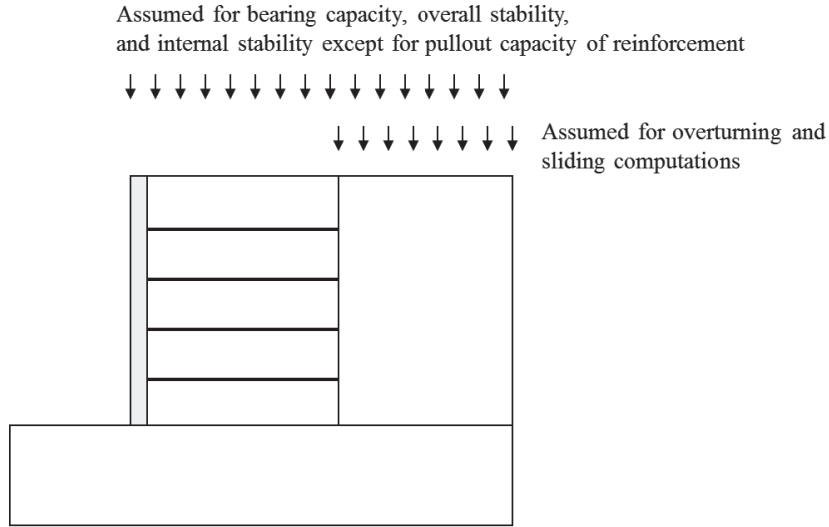 Assumed for bearing capacity, overall stability,
and internal stability except for pullout capacity of reinforcement
Assumed for overturning and
sliding computations